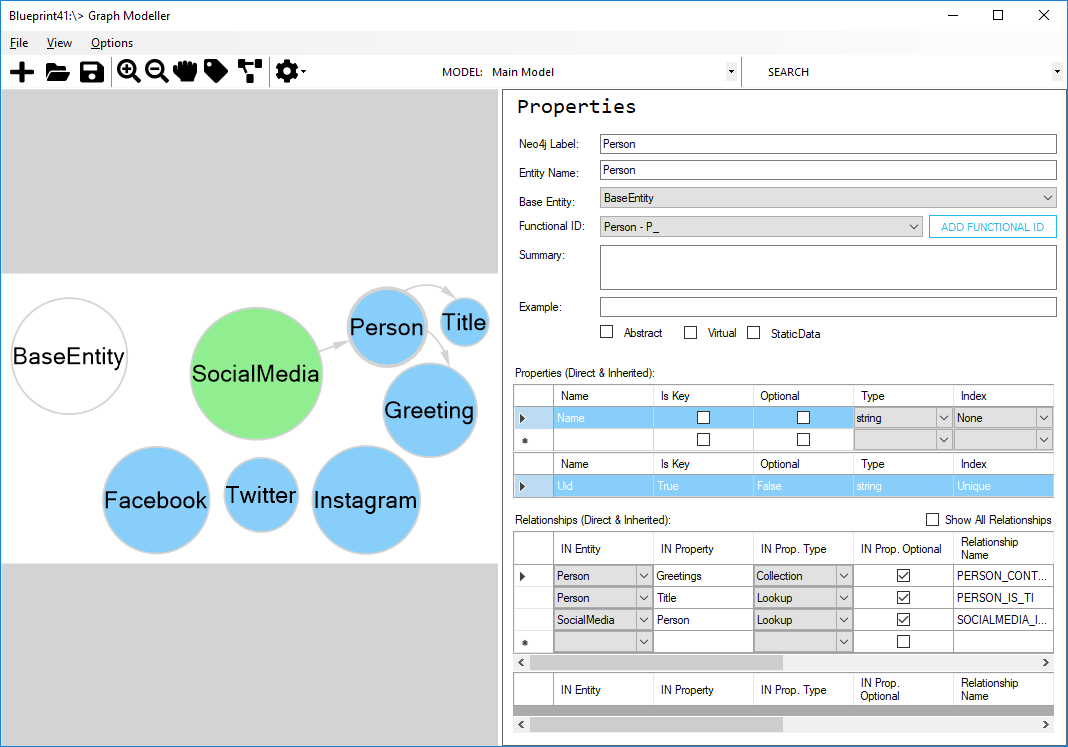 Blueprint41:\> Graph Modeller
File View Options
MODEL: Main Model SEARCH
BaseEntity
SocialMedia
Person
Title
Greeting
Facebook
Twitter
Instagram
Properties
Neo4j Label: Person
Entity Name: Person
Base Entity: BaseEntity
Functional ID: Person - P_ ADD FUNCTIONAL ID
Summary:
Example:
Abstract Virtual StaticData
Properties (Direct & Inherited):
Name Is Key Optional Type Index
Name string None
Name Is Key Optional Type Index
Uid True False string Unique
Relationships (Direct & Inherited): Show All Relationships
IN Entity IN Property IN Prop. Type IN Prop. Optional Relationship
Name
Person Greetings Collection PERSON_CONT...
Person Title Lookup PERSON_IS_TI
SocialMedia Person Lookup SOCIALMEDIA_I...
IN Entity IN Property IN Prop. Type IN Prop. Relationship
Optional Name